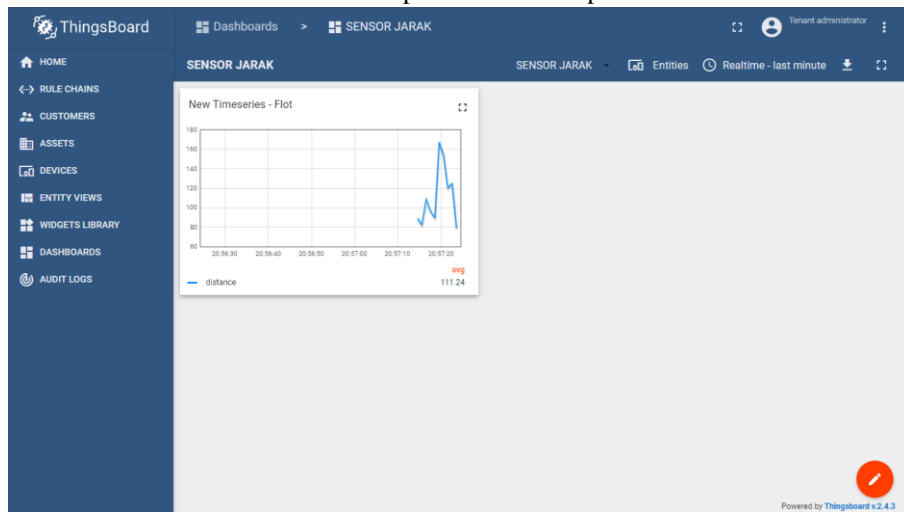 ThingsBoard
Dashboards > SENSOR JARAK
Tenant administrator
HOME
RULE CHAINS
CUSTOMERS
ASSETS
DEVICES
ENTITY VIEWS
WIDGETS LIBRARY
DASHBOARDS
AUDIT LOGS
SENSOR JARAK
SENSOR JARAK
Entities
Realtime - last minute
New Timeseries - Flot
180
160
140
120
100
80
60
20:56:30 20:56:40 20:56:50 20:57:00 20:57:10 20:57:20
avg
distance 111.24
Powered by Thingsboard v.2.4.3